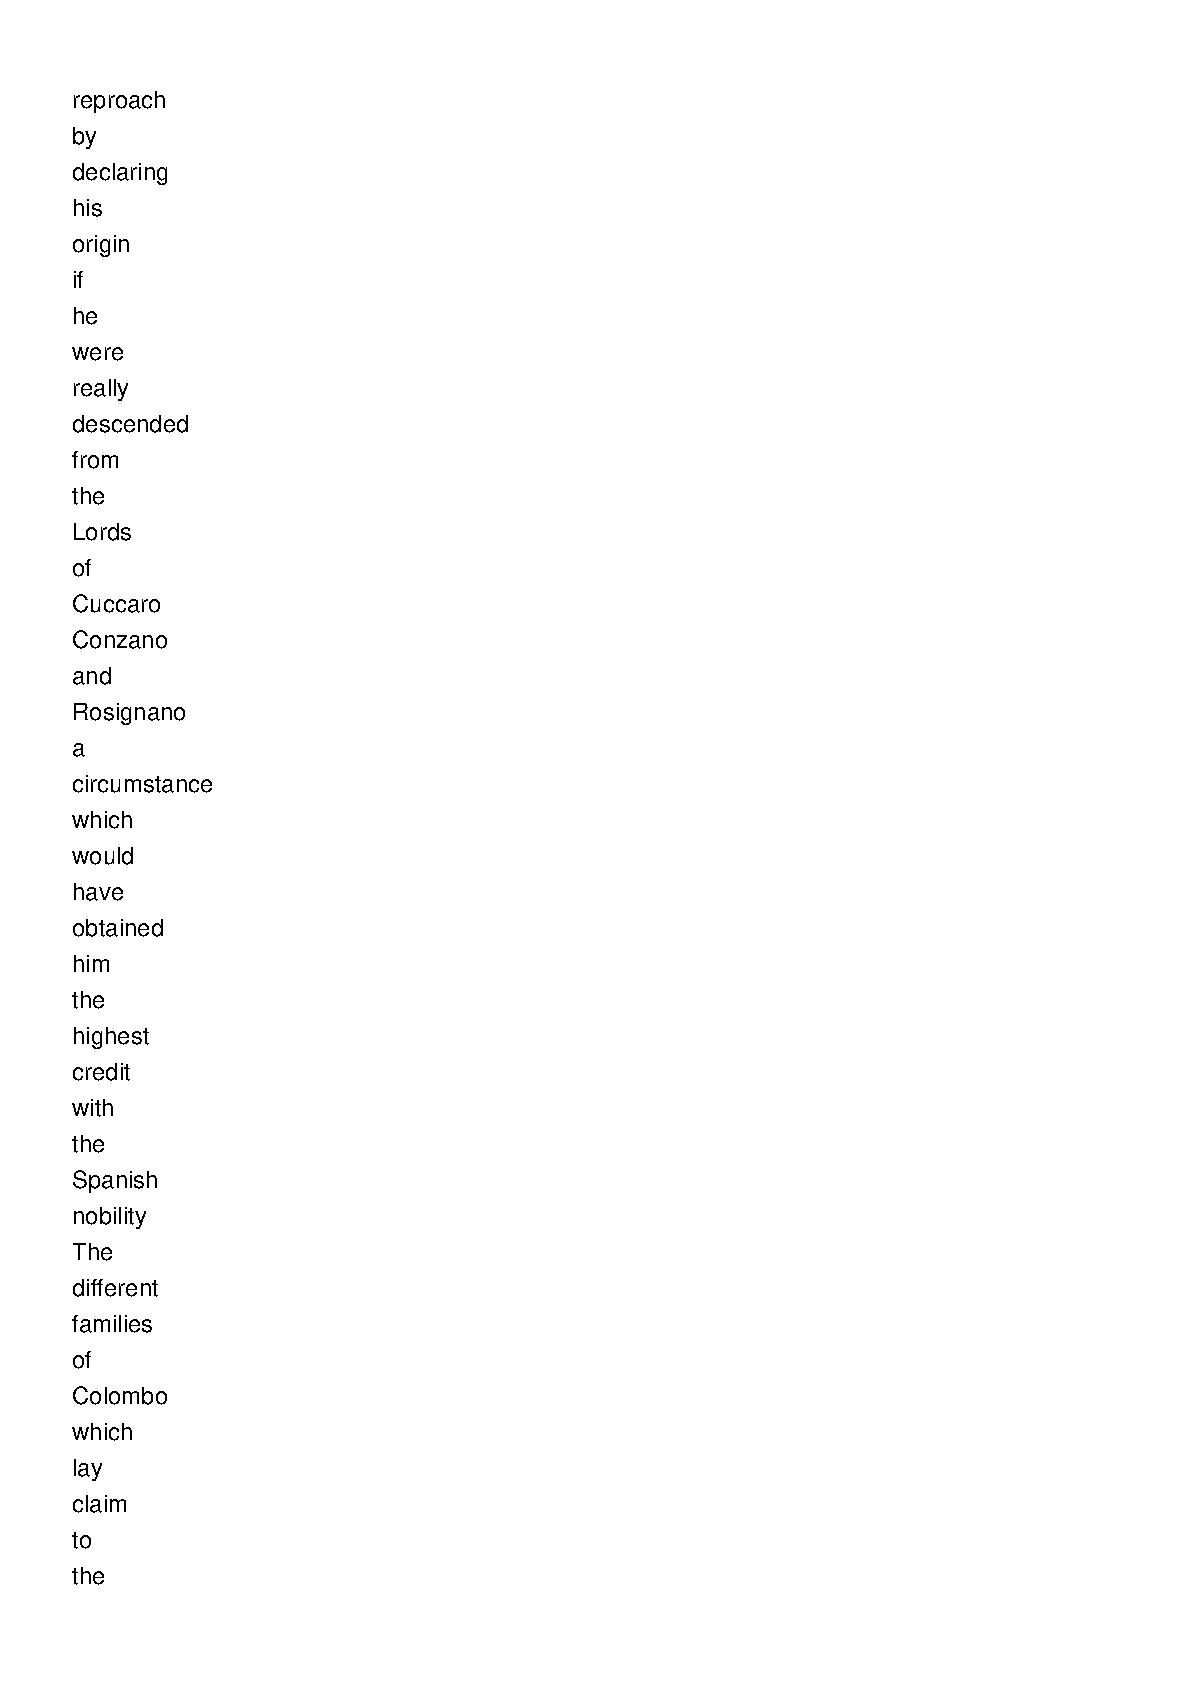 reproach
by
declaring
his
origin
if
he
were
really
descended
from
the
Lords
of
Cuccaro
Conzano
and
Rosignano
a
circumstance
which
would
have
obtained
him
the
highest
credit
with
the
Spanish
nobility
The
different
families
of
Colombo
which
lay
claim
to
the